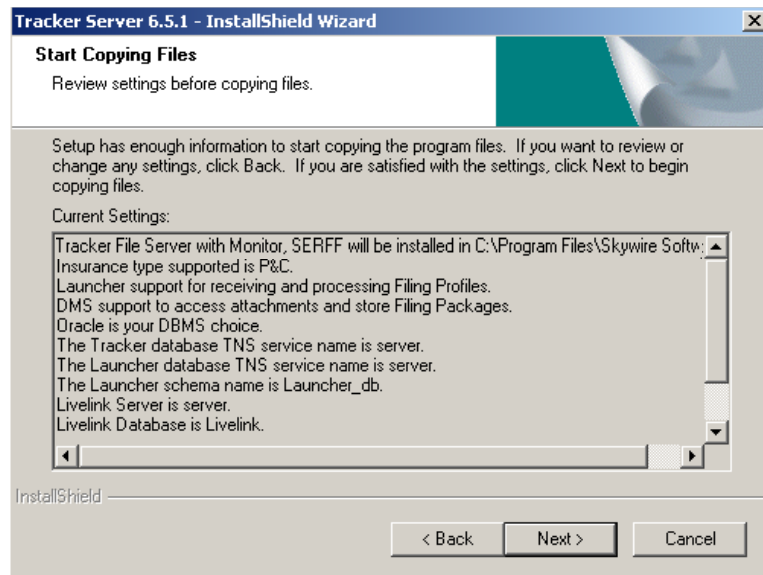 Tracker Server 6.5.1 - InstallShield Wizard
Start Copying Files
Review settings before copying files.
Setup has enough information to start copying the program files. If you want to review or
change any settings, click Back. If you are satisfied with the settings, click Next to begin
copying files.
Current Settings:
Tracker File Server with Monitor, SERFF will be installed in C:\Program Files\Skywire Softw
Insurance type supported is P&C.
Launcher support for receiving and processing Filing Profiles.
DMS support to access attachments and store Filing Packages.
Oracle is your DBMS choice.
The Tracker database TNS service name is server.
The Launcher database TNS service name is server.
The Launcher schema name is Launcher_db.
Livelink Server is server.
Livelink Database is Livelink.
InstallShield
< Back Next > Cancel